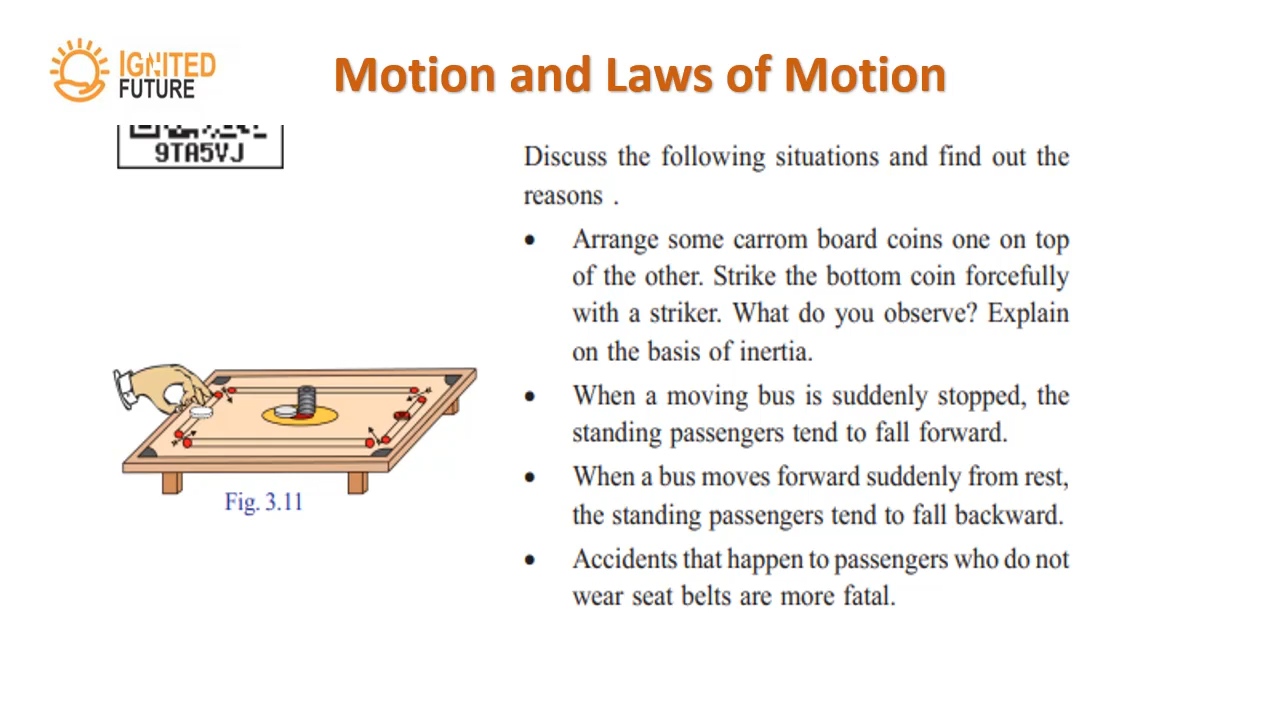 IGNITED
FUTURE
Motion and Laws of Motion
9TA5VJ
Discuss the following situations and find out the
reasons .
• Arrange some carrom board coins one on top
of the other. Strike the bottom coin forcefully
with a striker. What do you observe? Explain
on the basis of inertia.
• When a moving bus is suddenly stopped, the
standing passengers tend to fall forward.
• When a bus moves forward suddenly from rest,
the standing passengers tend to fall backward.
• Accidents that happen to passengers who do not
wear seat belts are more fatal.
Fig. 3.11